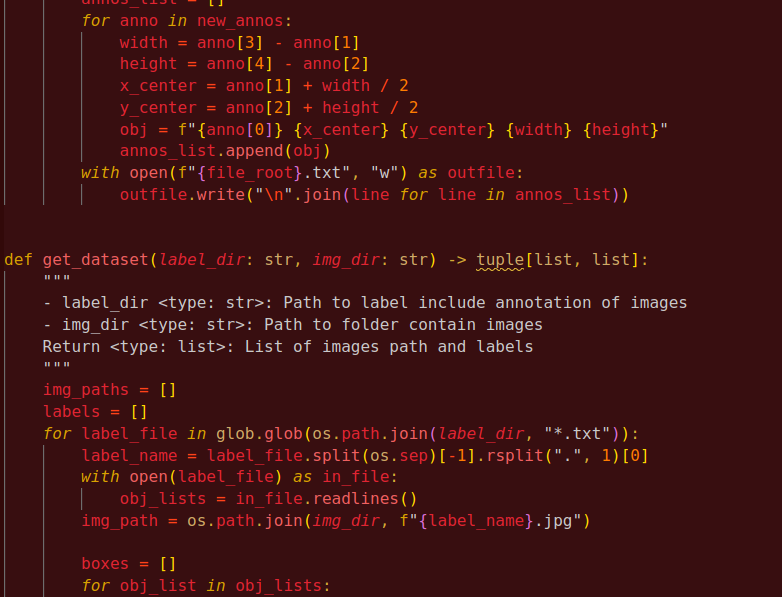 annos_list = []
for anno in new_annos:
width = anno[3] - anno[1]
height = anno[4] - anno[2]
x_center = anno[1] + width / 2
y_center = anno[2] + height / 2
obj = f"{anno[0]} {x_center} {y_center} {width} {height}"
annos_list.append(obj)
with open(f"{file_root}.txt", "w") as outfile:
outfile.write("\n".join(line for line in annos_list))
def get_dataset(label_dir: str, img_dir: str) -> tuple[list, list]:
"""
- label_dir <type: str>: Path to label include annotation of images
- img_dir <type: str>: Path to folder contain images
Return <type: list>: List of images path and labels
"""
img_paths = []
labels = []
for label_file in glob.glob(os.path.join(label_dir, "*.txt")):
label_name = label_file.split(os.sep)[-1].rsplit(".", 1)[0]
with open(label_file) as in_file:
obj_lists = in_file.readlines()
img_path = os.path.join(img_dir, f"{label_name}.jpg")
boxes = []
for obj_list in obj_lists: